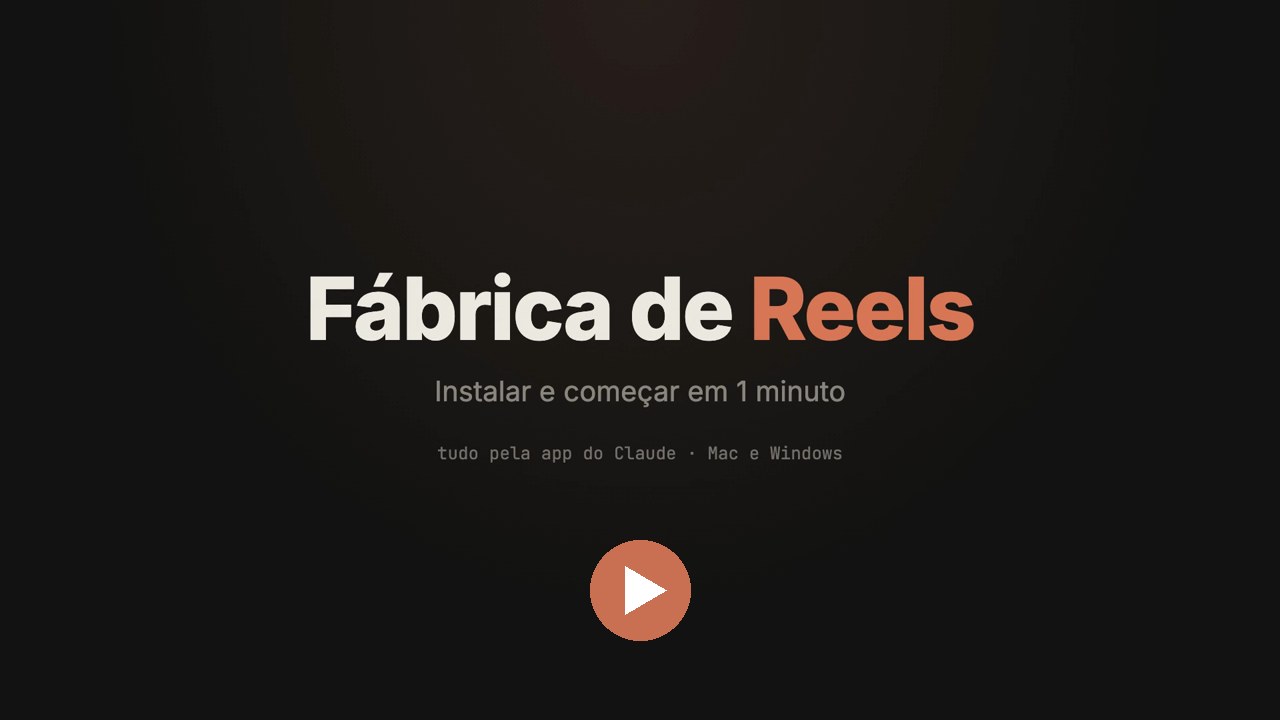 Fábrica de Reels
Instalar e começar em 1 minuto
tudo pela app do Claude · Mac e Windows